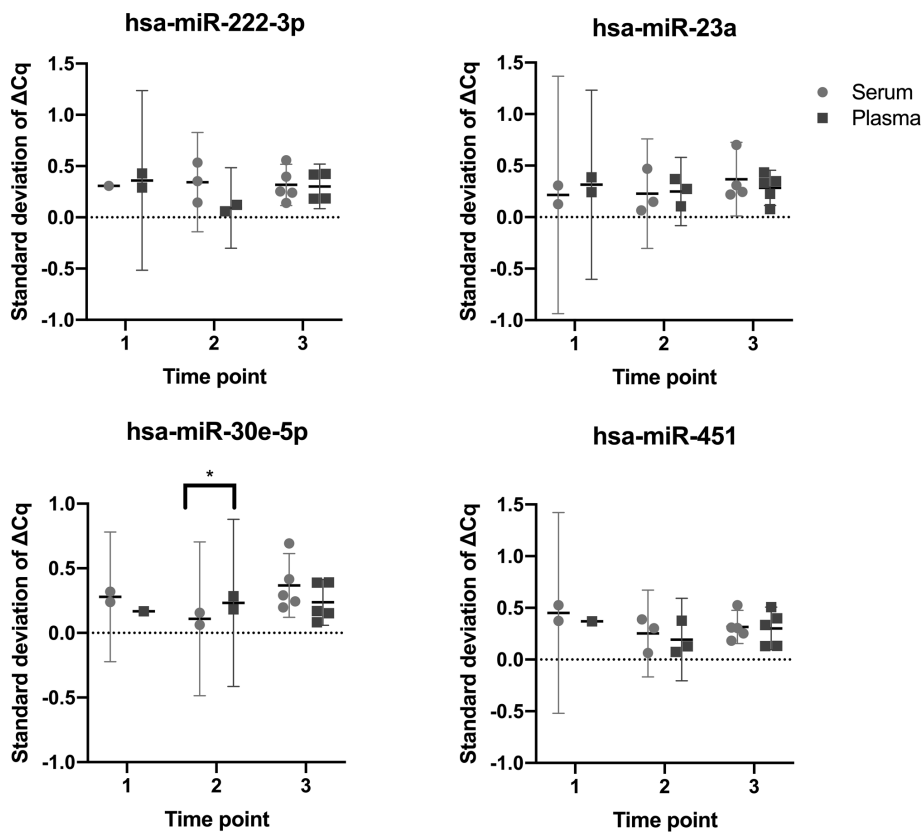 hsa-miR-222-3p
Standard deviation of ΔCq
1.5
1.0
0.5
0.0
-0.5
-1.0
1 2 3
Time point
hsa-miR-23a
Standard deviation of ΔCq
1.5
1.0
0.5
0.0
-0.5
-1.0
1 2 3
Time point
Serum
Plasma
hsa-miR-30e-5p
*
Standard deviation of ΔCq
1.0
0.5
0.0
-0.5
-1.0
1 2 3
Time point
hsa-miR-451
Standard deviation of ΔCq
1.5
1.0
0.5
0.0
-0.5
-1.0
1 2 3
Time point